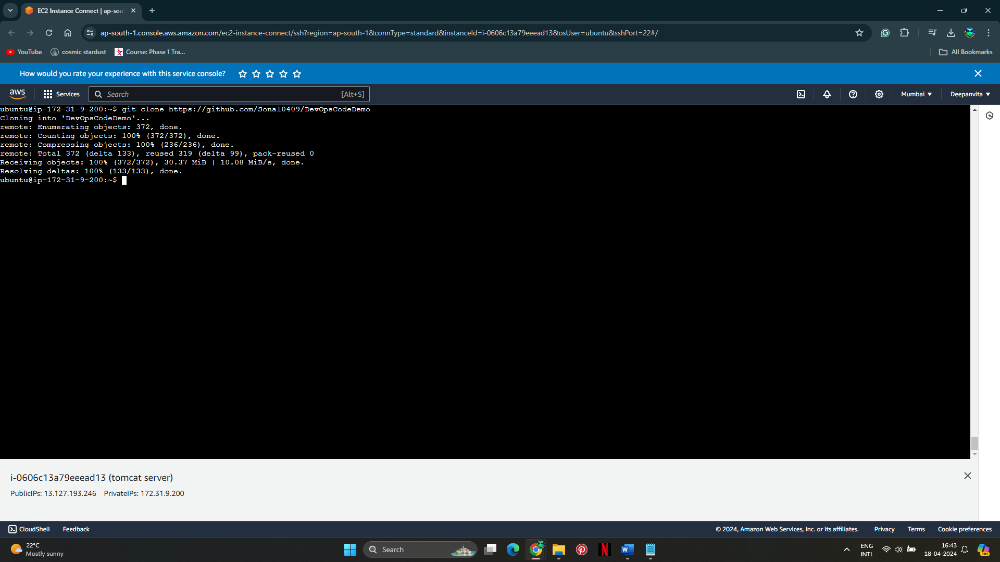 EC2 Instance Connect | ap-sou
ap-south-1.console.aws.amazon.com/ec2-instance-connect/ssh?region=ap-south-1&connType=standard&instanceId=i-0606c13a79eeead13&osUser=ubuntu&sshPort=22#/
YouTube cosmic stardust Course: Phase 1 Tra... All Bookmarks
How would you rate your experience with this service console?
aws Services Search [Alt+S] Mumbai Deepanvita
ubuntu@ip-172-31-9-200:~$ git clone https://github.com/Sonal0409/DevOpsCodeDemo
Cloning into 'DevOpsCodeDemo'...
remote: Enumerating objects: 372, done.
remote: Counting objects: 100% (372/372), done.
remote: Compressing objects: 100% (236/236), done.
remote: Total 372 (delta 133), reused 319 (delta 99), pack-reused 0
Receiving objects: 100% (372/372), 30.37 MiB | 10.08 MiB/s, done.
Resolving deltas: 100% (133/133), done.
ubuntu@ip-172-31-9-200:~$
i-0606c13a79eeead13 (tomcat server)
PublicIPs: 13.127.193.246 PrivateIPs: 172.31.9.200
CloudShell Feedback © 2024, Amazon Web Services, Inc. or its affiliates. Privacy Terms Cookie preferences
22°C
Mostly sunny
Search
ENG
INTL
16:43
18-04-2024
PRE